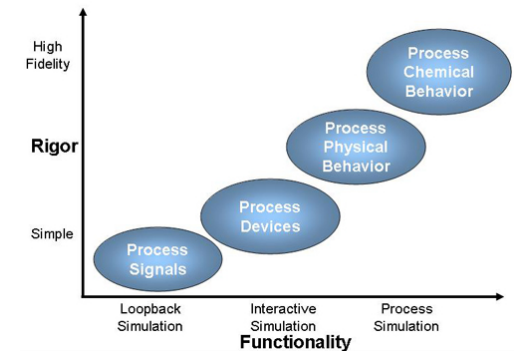 High
Fidelity
Process
Chemical
Behavior
Rigor
Process
Physical
Behavior
Simple
Process
Devices
Process
Signals
Loopback
Simulation
Interactive
Simulation
Process
Simulation
Functionality